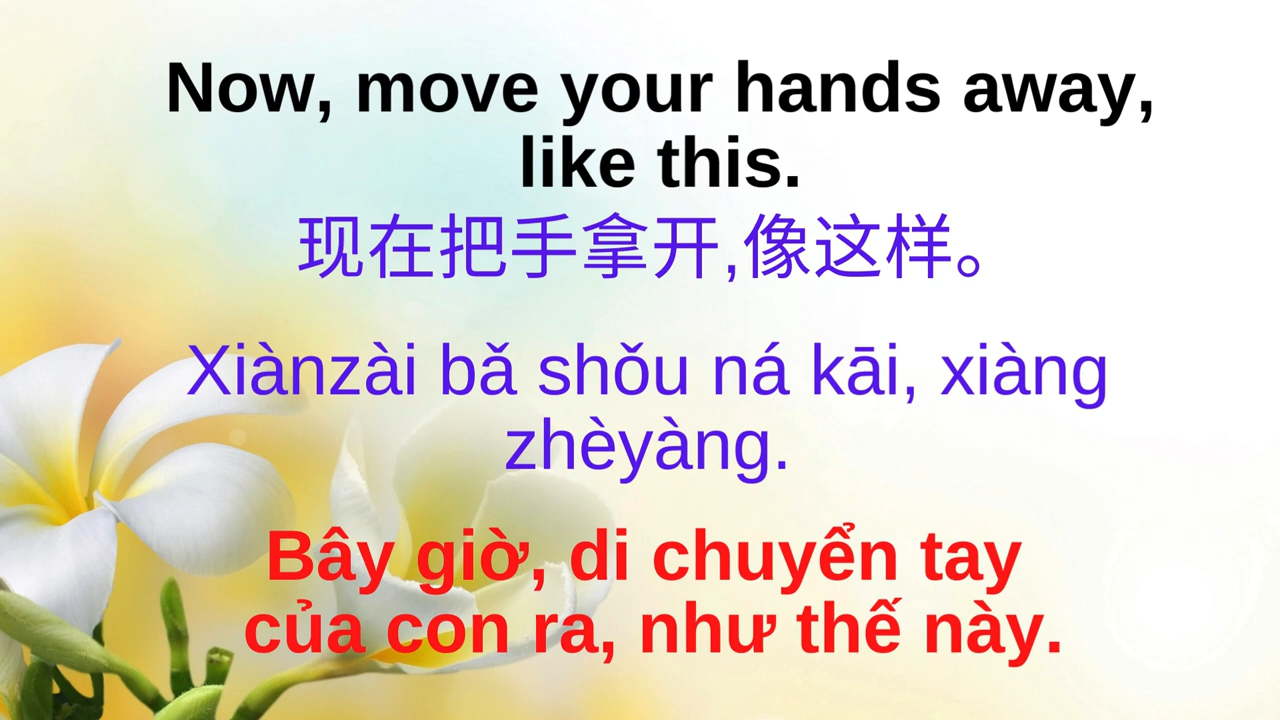 Now, move your hands away,
like this.
现在把手拿开,像这样。
Xiànzài bǎ shǒu ná kāi, xiàng
zhèyàng.
Bây giờ, di chuyển tay
của con ra, như thế này.